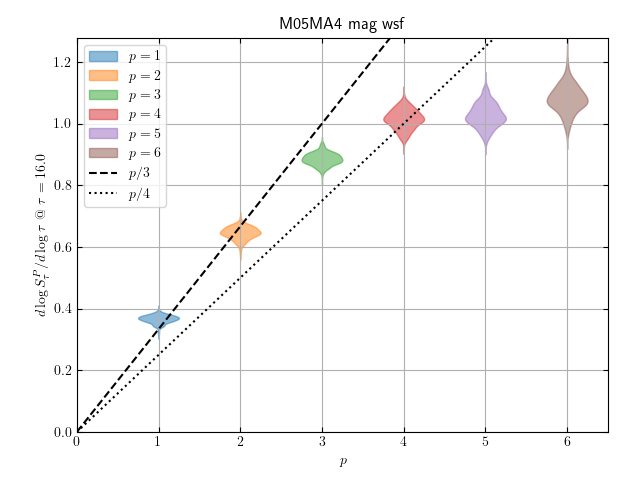 M05MA4 mag wsf
d log S_τ^P / d log τ @ τ = 16.0
1.2
1.0
0.8
0.6
0.4
0.2
0.0
p = 1
p = 2
p = 3
p = 4
p = 5
p = 6
p/3
p/4
0 1 2 3 4 5 6
p